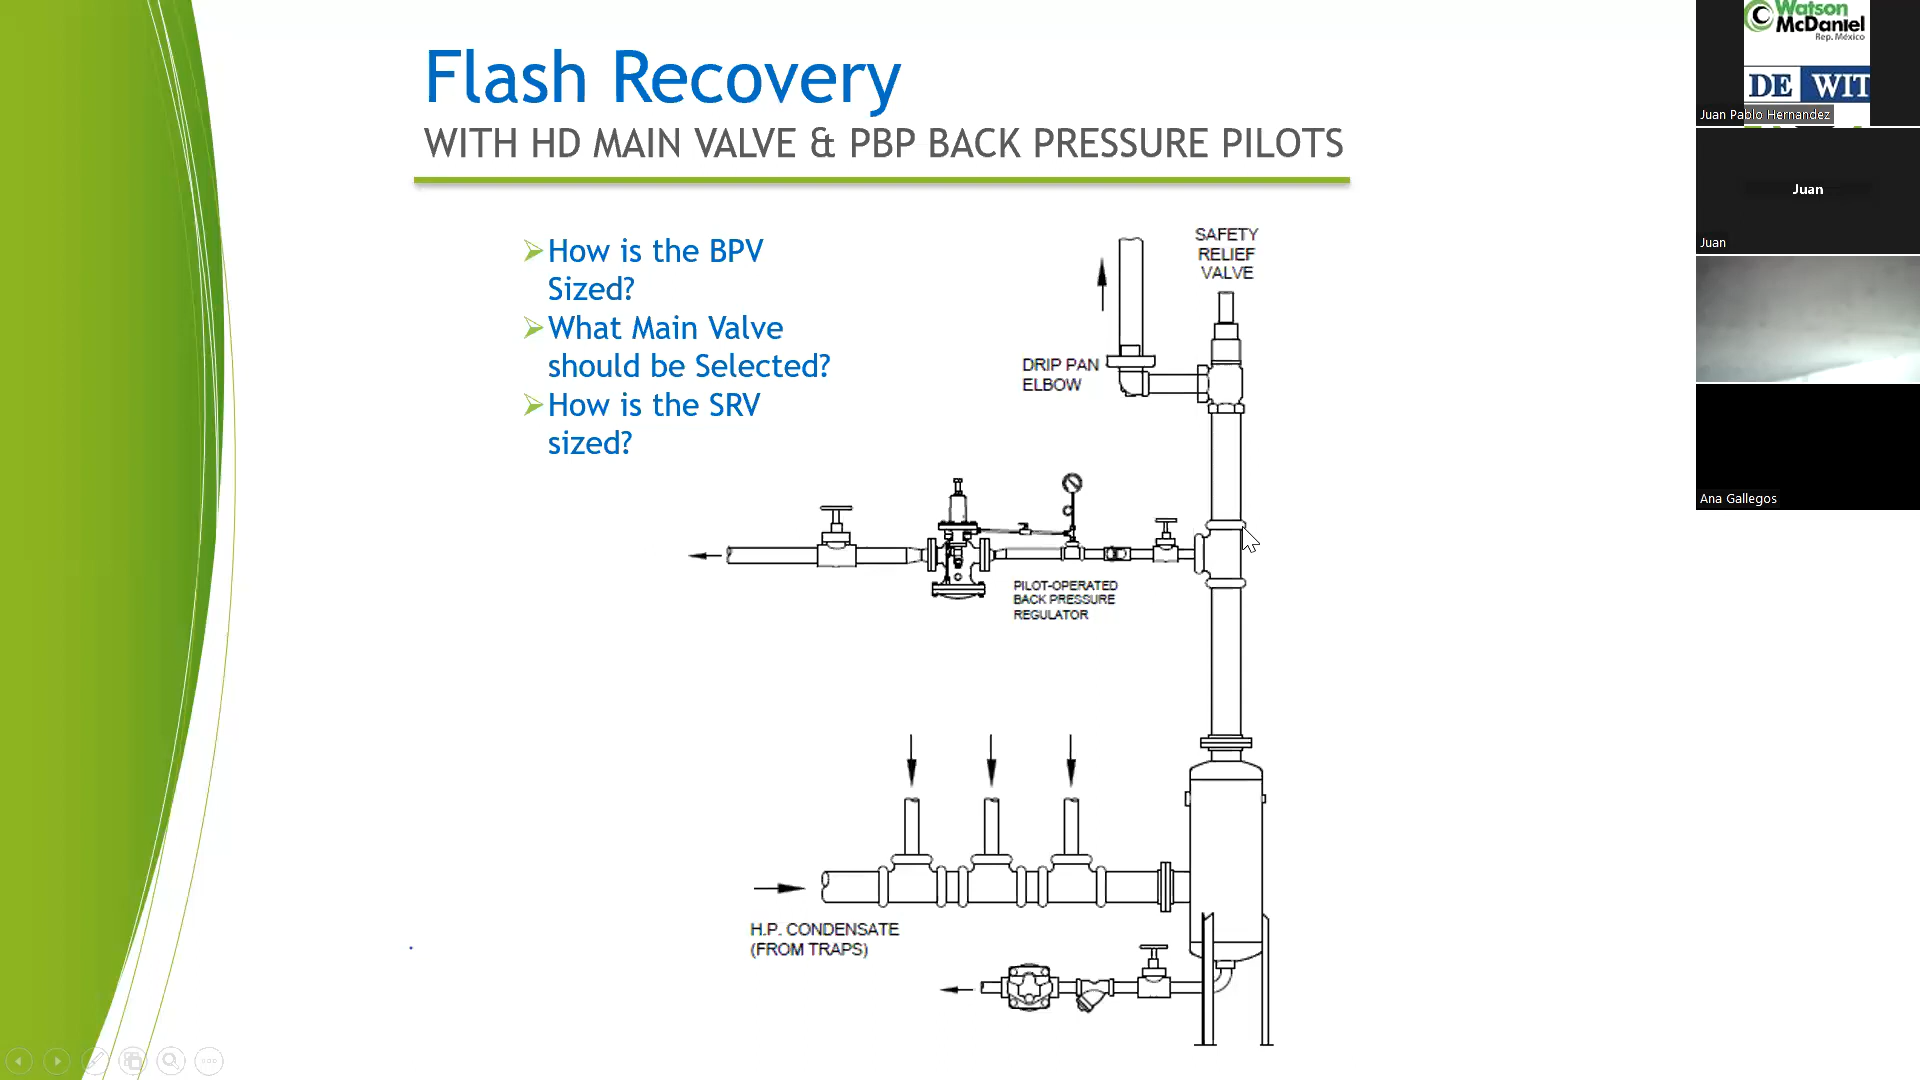 Flash Recovery
WITH HD MAIN VALVE & PBP BACK PRESSURE PILOTS
How is the BPV
Sized?
What Main Valve
should be Selected?
How is the SRV
sized?
SAFETY
RELIEF
VALVE
DRIP PAN
ELBOW
PILOT-OPERATED
BACK PRESSURE
REGULATOR
H.P. CONDENSATE
(FROM TRAPS)
Watson
McDaniel
Rep. México
DE WIT
Juan Pablo Hernandez
Juan
Juan
Ana Gallegos